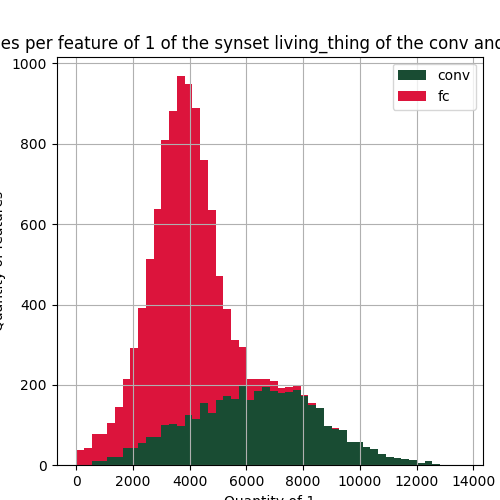 es per feature of 1 of the synset living_thing of the conv and
1000
800
600
400
200
0
conv
fc
0
2000
4000
6000
8000
10000
12000
14000
Quantity of features
Quantity of 1